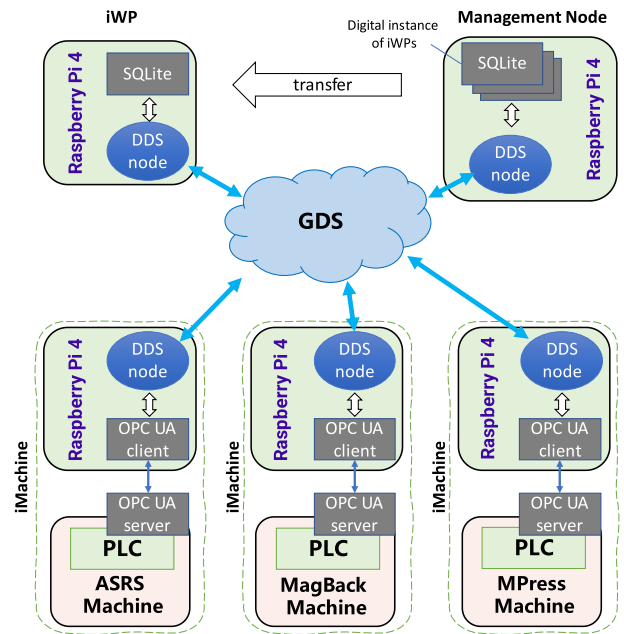 iWP
Management Node
Digital instance
of iWPs
Raspberry Pi 4
SQLite
DDS
node
transfer
SQLite
DDS
node
Raspberry Pi 4
GDS
iMachine
Raspberry Pi 4
DDS
node
OPC UA
client
OPC UA
server
PLC
ASRS
Machine
iMachine
Raspberry Pi 4
DDS
node
OPC UA
client
OPC UA
server
PLC
MagBack
Machine
iMachine
Raspberry Pi 4
DDS
node
OPC UA
client
OPC UA
server
PLC
MPress
Machine